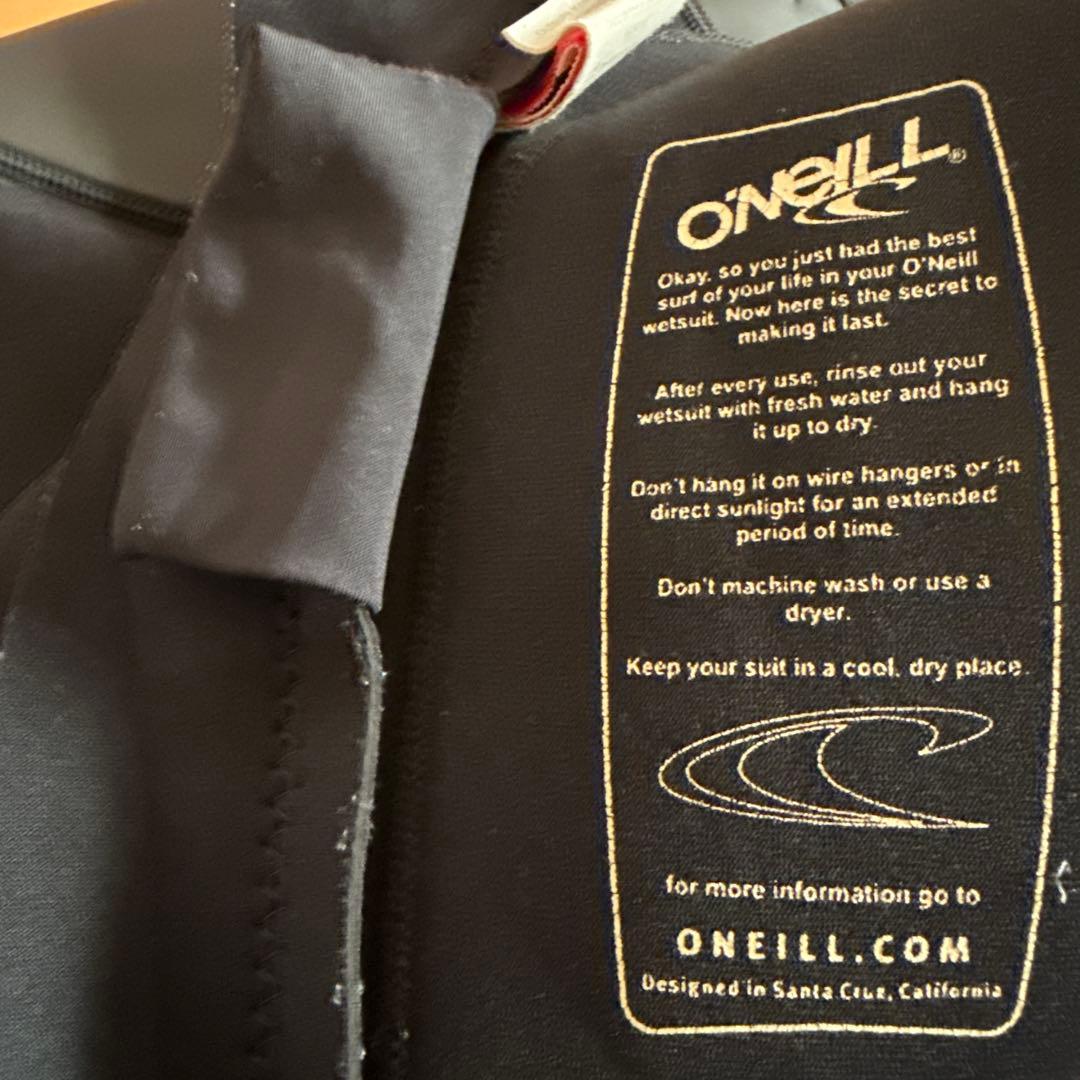 O'NEILL®
Okay, so you just had the best
surf of your life in your O'Neill
wetsuit. Now here is the secret to
making it last.
After every use, rinse out your
wetsuit with fresh water and hang
it up to dry.
Don't hang it on wire hangers or in
direct sunlight for an extended
period of time.
Don't machine wash or use a
dryer.
Keep your suit in a cool, dry place.
for more information go to
ONEILL.COM
Designed in Santa Cruz, California